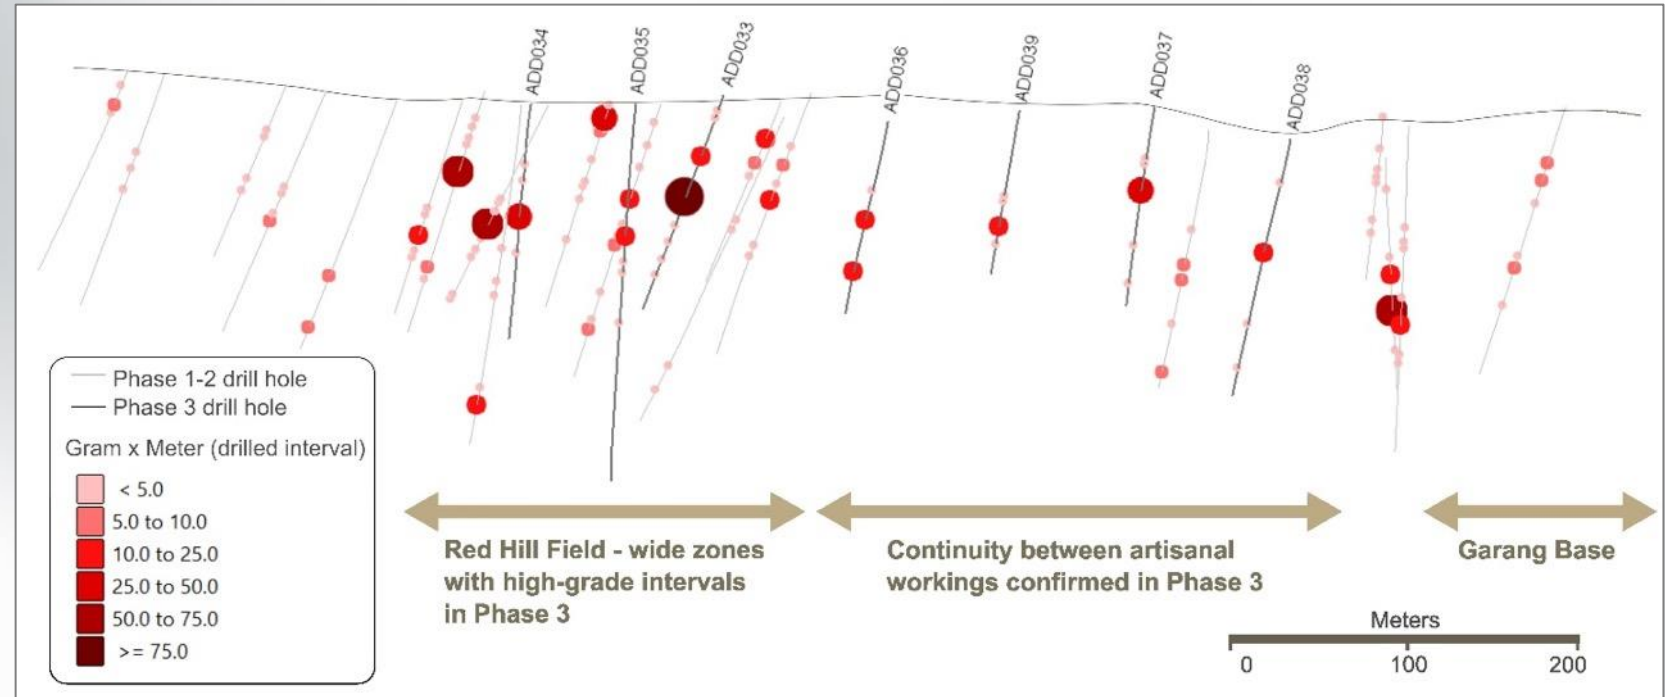 ADD034
ADD035
ADD033
ADD036
ADD039
ADD037
ADD038
Phase 1-2 drill hole
Phase 3 drill hole
Gram x Meter (drilled interval)
< 5.0
5.0 to 10.0
10.0 to 25.0
25.0 to 50.0
50.0 to 75.0
>= 75.0
Red Hill Field - wide zones
with high-grade intervals
in Phase 3
Continuity between artisanal
workings confirmed in Phase 3
Garang Base
Meters
0 100 200